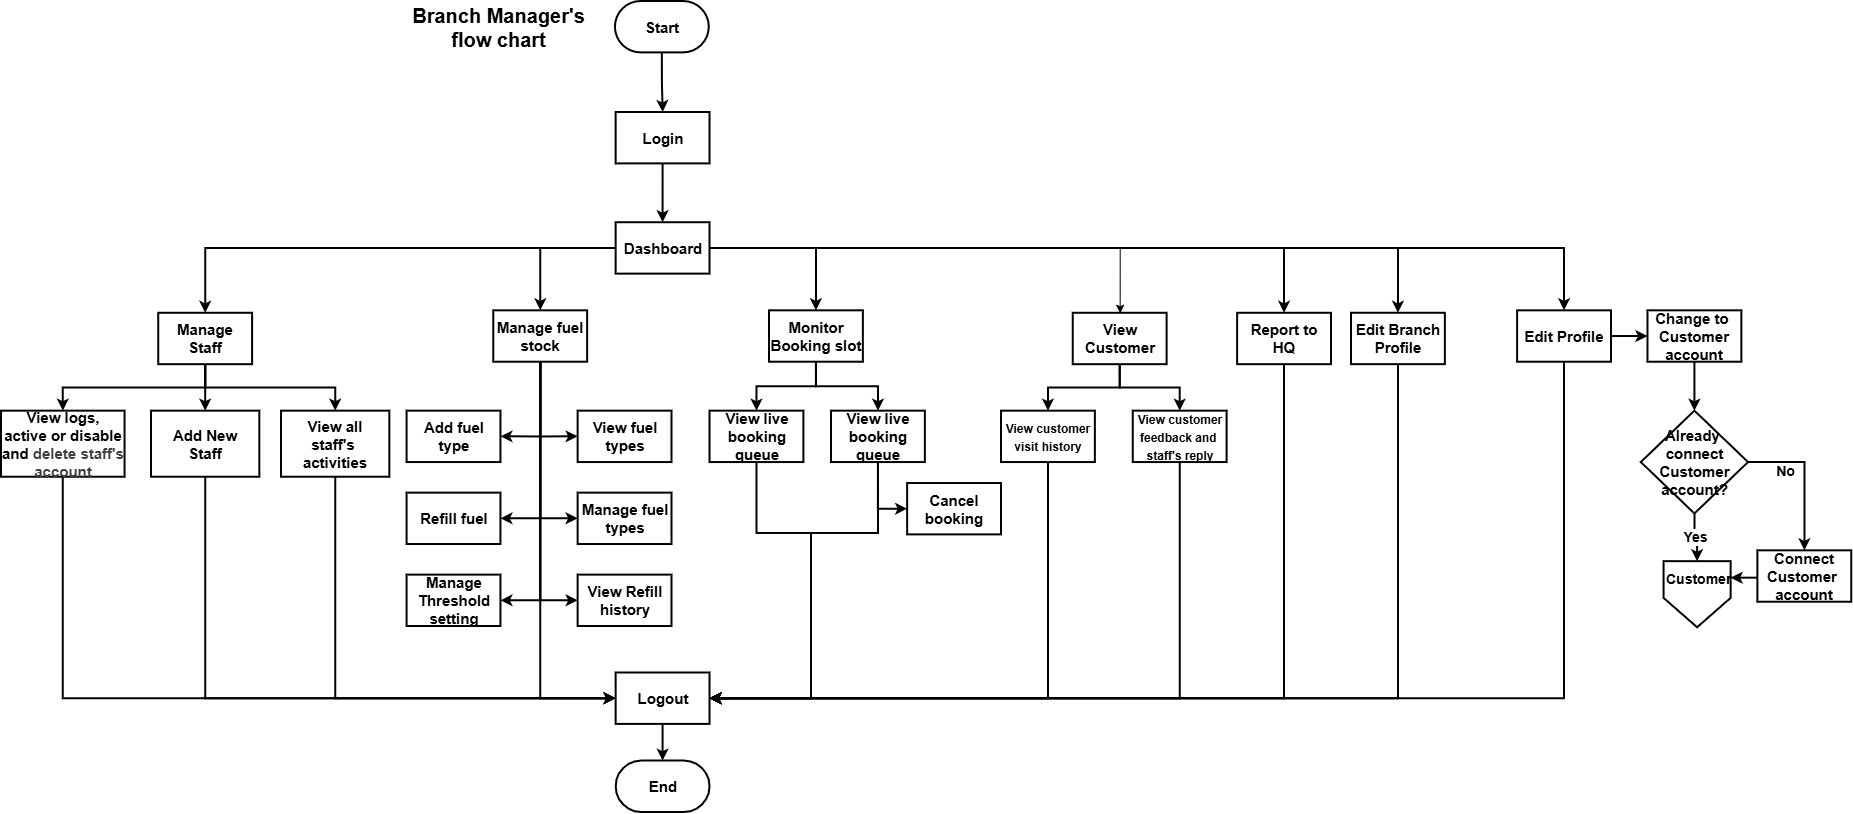 Branch Manager's
flow chart
Start
Login
Dashboard
Manage
Staff
Manage fuel
stock
Monitor
Booking slot
View
Customer
Report to
HQ
Edit Branch
Profile
Edit Profile
Change to
Customer
account
View logs,
active or disable
and delete staff's
account
Add New
Staff
View all
staff's
activities
Add fuel
type
View fuel
types
View live
booking
queue
View live
booking
queue
View customer
visit history
View customer
feedback and
staff's reply
Already
connect
Customer
account?
No
Refill fuel
Manage fuel
types
Cancel
booking
Yes
Manage
Threshold
setting
View Refill
history
Customer
Connect
Customer
account
Logout
End